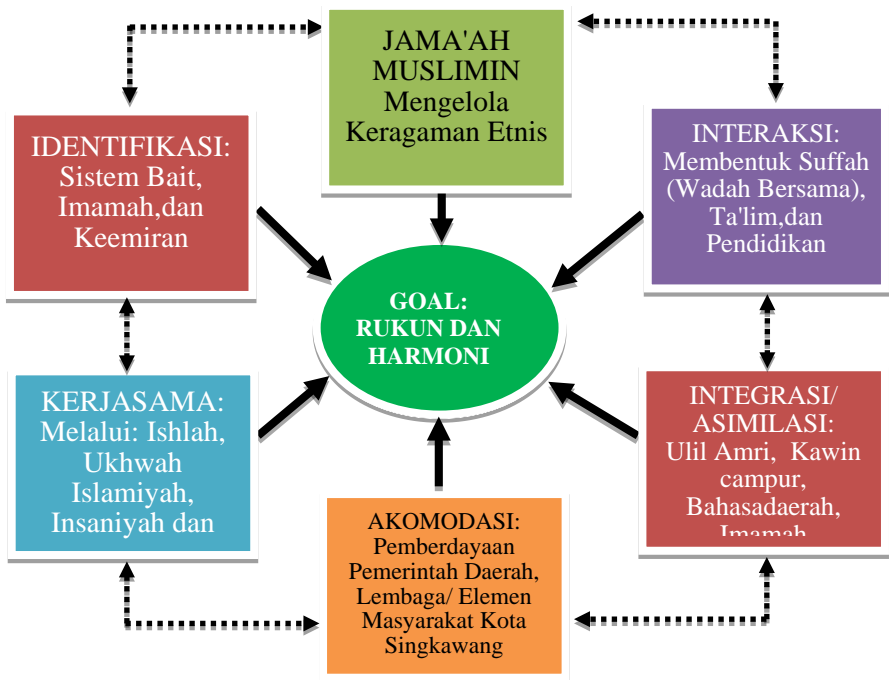 JAMA'AH
MUSLIMIN
Mengelola
Keragaman Etnis
IDENTIFIKASI:
Sistem Bait,
Imamah,dan
Keemiran
INTERAKSI:
Membentuk Suffah
(Wadah Bersama),
Ta'lim,dan
Pendidikan
GOAL:
RUKUN DAN
HARMONI
KERJASAMA:
Melalui: Ishlah,
Ukhwah
Islamiyah,
Insaniyah dan
INTEGRASI/
ASIMILASI:
Ulil Amri,  Kawin
campur,
Bahasadaerah,
Imamah
AKOMODASI:
Pemberdayaan
Pemerintah Daerah,
Lembaga/ Elemen
Masyarakat Kota
Singkawang